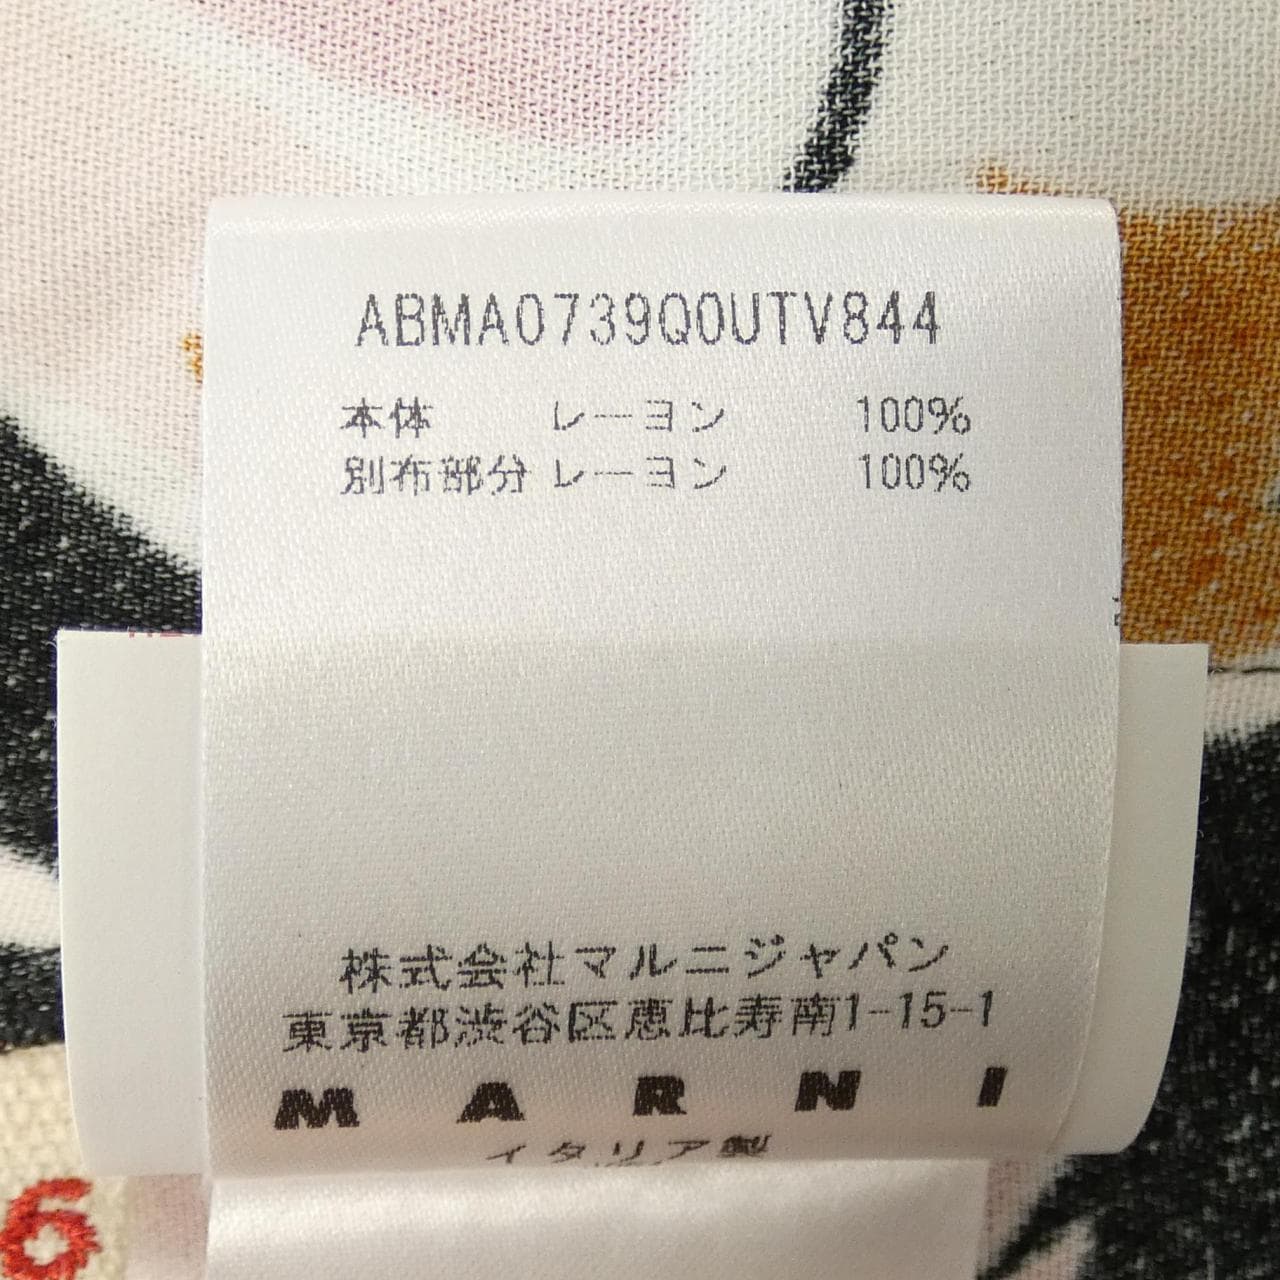 ABMA0739Q0UTV844
本体 レーヨン 100%
別布部分 レーヨン 100%
株式会社マルニジャパン
東京都渋谷区恵比寿南1-15-1
MARNI
イタリア製
6